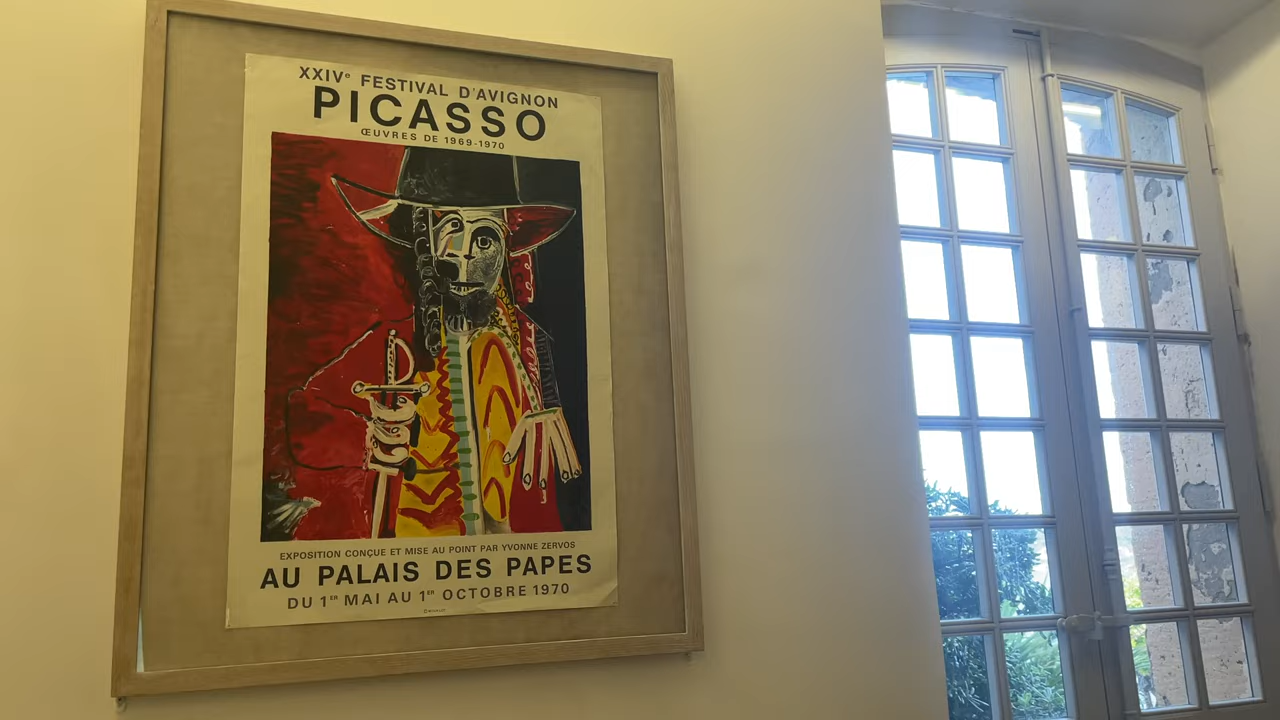 XXIVe FESTIVAL D'AVIGNON
PICASSO
ŒUVRES DE 1969-1970
EXPOSITION CONÇUE ET MISE AU POINT PAR YVONNE ZERVOS
AU PALAIS DES PAPES
DU 1ER MAI AU 1ER OCTOBRE 1970